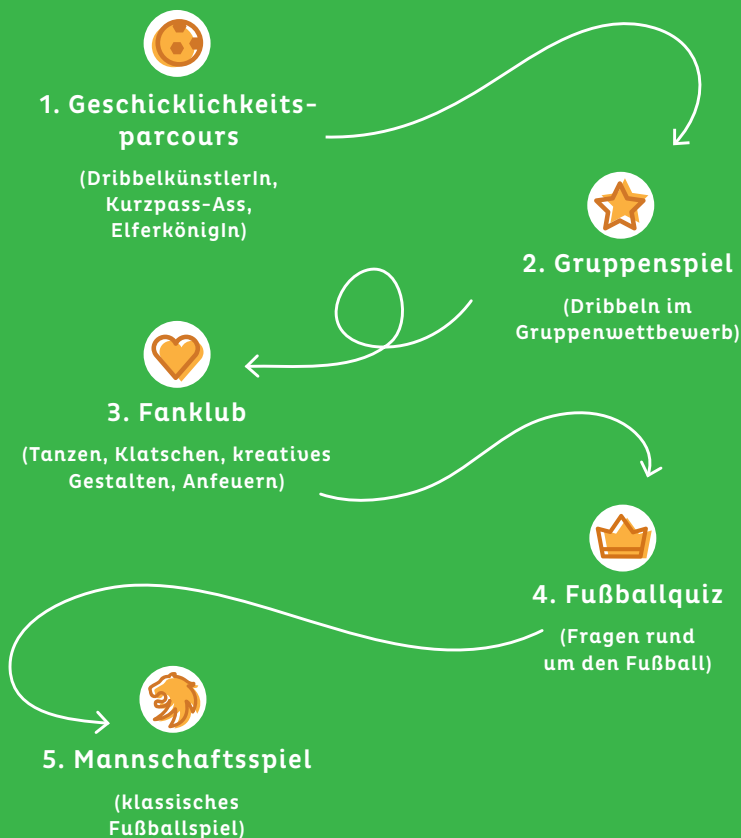 1. Geschicklichkeits-
parcours
(DribbelkünstlerIn,
Kurzpass-Ass,
ElferkönigIn)
2. Gruppenspiel
(Dribbeln im
Gruppenwettbewerb)
3. Fanklub
(Tanzen, Klatschen, kreatives
Gestalten, Anfeuern)
4. Fußballquiz
(Fragen rund
um den Fußball)
5. Mannschaftsspiel
(klassisches
Fußballspiel)